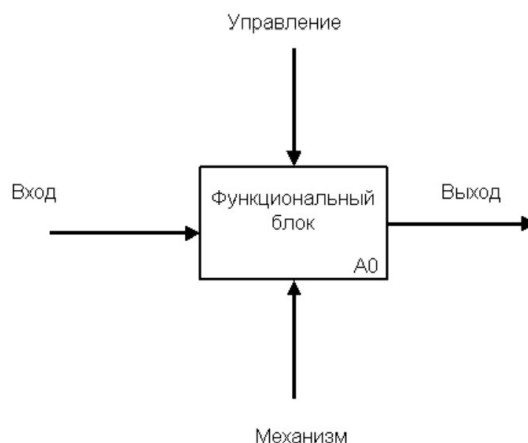 Управление
Вход
Функциональный
блок
Выход
A0
Механизм